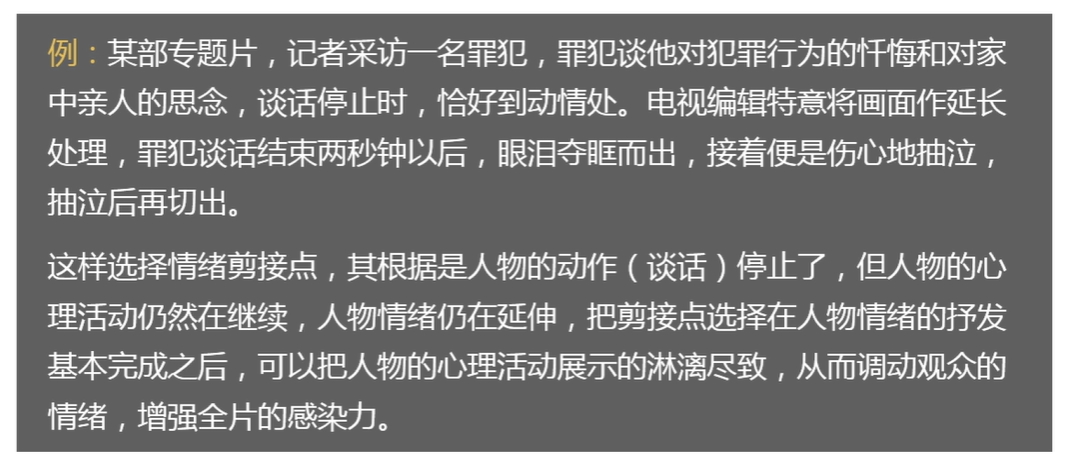 例：某部专题片，记者采访一名罪犯，罪犯谈他对犯罪行为的忏悔和对家
中亲人的思念，谈话停止时，恰好到动情处。电视编辑特意将画面作延长
处理，罪犯谈话结束两秒钟以后，眼泪夺眶而出，接着便是伤心地抽泣，
抽泣后再切出。
这样选择情绪剪接点，其根据是人物的动作（谈话）停止了，但人物的心
理活动仍然在继续，人物情绪仍在延伸，把剪接点选择在人物情绪的抒发
基本完成之后，可以把人物的心理活动展示的淋漓尽致，从而调动观众的
情绪，增强全片的感染力。